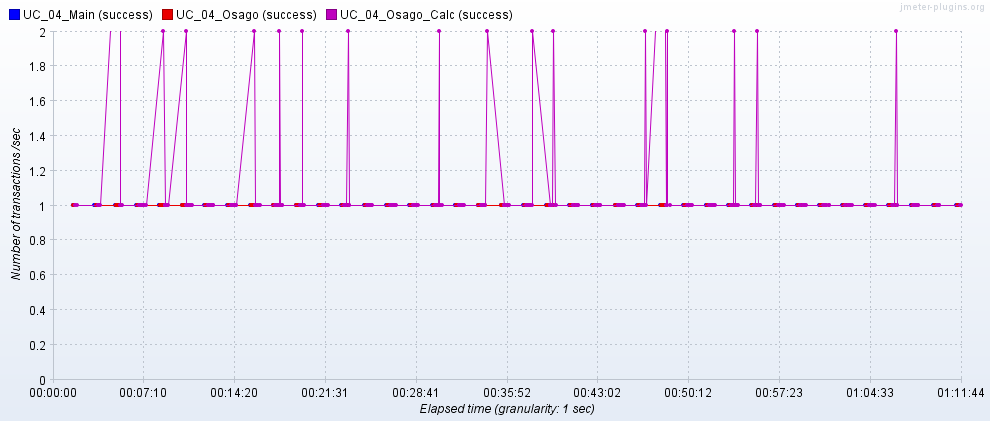 UC_04_Main (success) UC_04_Osago (success) UC_04_Osago_Calc (success)
jmeter-plugins.org
2
1.8
1.6
1.4
1.2
1
0.8
0.6
0.4
0.2
0
Number of transactions /sec
00:00:00 00:07:10 00:14:20 00:21:31 00:28:41 00:35:52 00:43:02 00:50:12 00:57:23 01:04:33 01:11:44
Elapsed time (granularity: 1 sec)